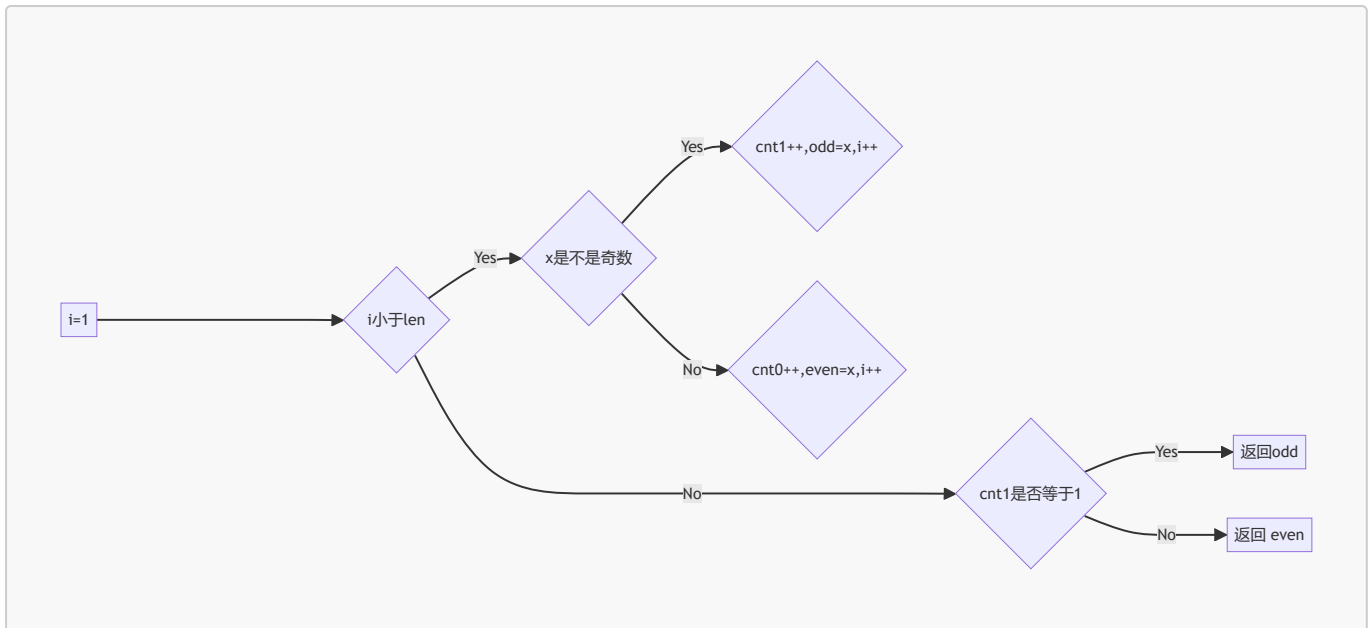 i=1
i小于len
Yes
x是不是奇数
Yes
cnt1++,odd=x,i++
No
cnt0++,even=x,i++
No
cnt1是否等于1
Yes
返回odd
No
返回 even